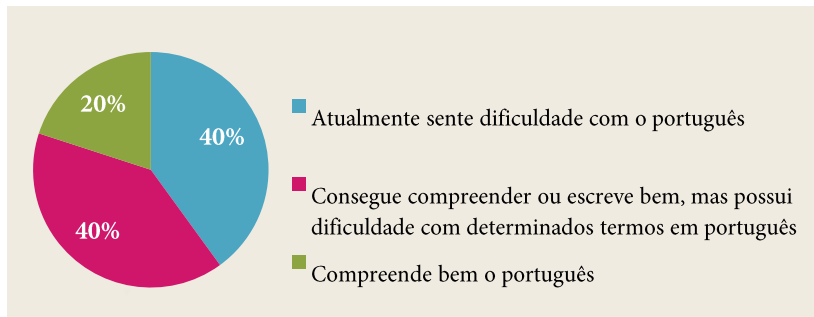 20%
40%
40%
Atualmente sente dificuldade com o português
Consegue compreender ou escreve bem, mas possui
dificuldade com determinados termos em português
Compreende bem o português